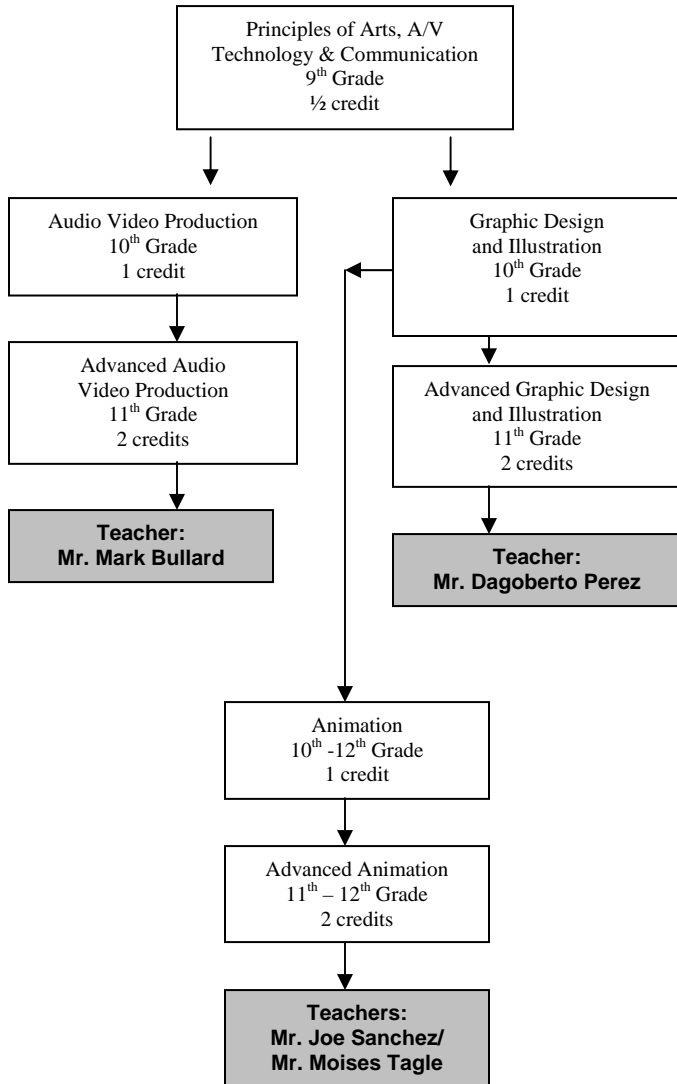 Principles of Arts, A/V
Technology & Communication
9th Grade
½ credit
Audio Video Production
10th Grade
1 credit
Graphic Design
and Illustration
10th Grade
1 credit
Advanced Audio
Video Production
11th Grade
2 credits
Advanced Graphic Design
and Illustration
11th Grade
2 credits
Teacher:
Mr. Mark Bullard
Teacher:
Mr. Dagoberto Perez
Animation
10th -12th Grade
1 credit
Advanced Animation
11th – 12th Grade
2 credits
Teachers:
Mr. Joe Sanchez/
Mr. Moises Tagle